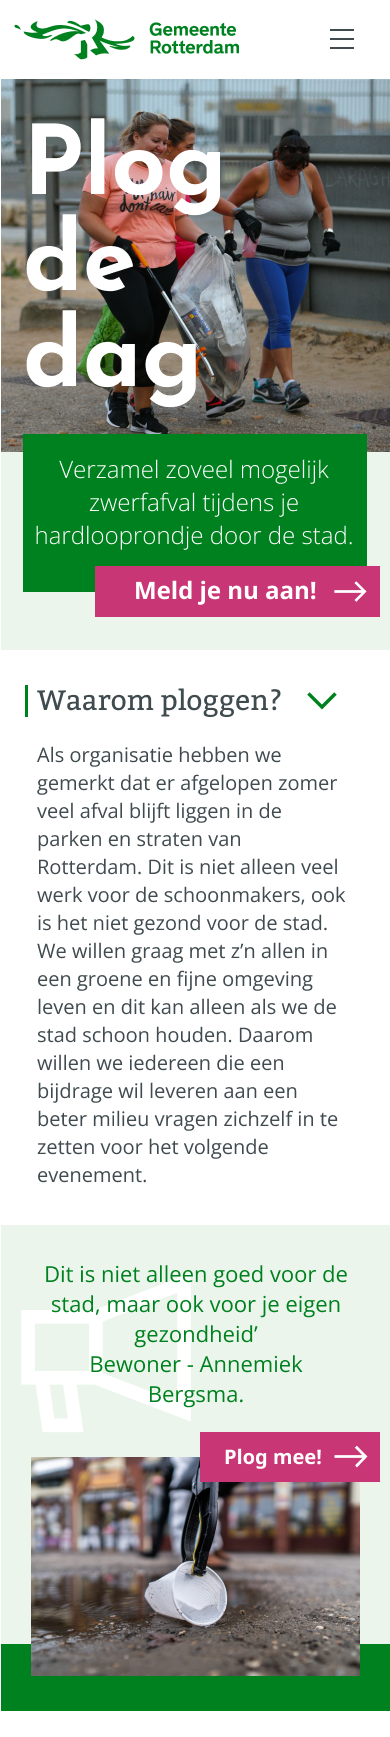 Gemeente
Rotterdam
Plog
de
dag
Verzamel zoveel mogelijk
zwerfafval tijdens je
hardlooprondje door de stad.
Meld je nu aan!
Waarom ploggen?
Als organisatie hebben we
gemerkt dat er afgelopen zomer
veel afval blijft liggen in de
parken en straten van
Rotterdam. Dit is niet alleen veel
werk voor de schoonmakers, ook
is het niet gezond voor de stad.
We willen graag met z’n allen in
een groene en fijne omgeving
leven en dit kan alleen als we de
stad schoon houden. Daarom
willen we iedereen die een
bijdrage wil leveren aan een
beter milieu vragen zichzelf in te
zetten voor het volgende
evenement.
Dit is niet alleen goed voor de
stad, maar ook voor je eigen
gezondheid’
Bewoner - Annemiek
Bergsma.
Plog mee!